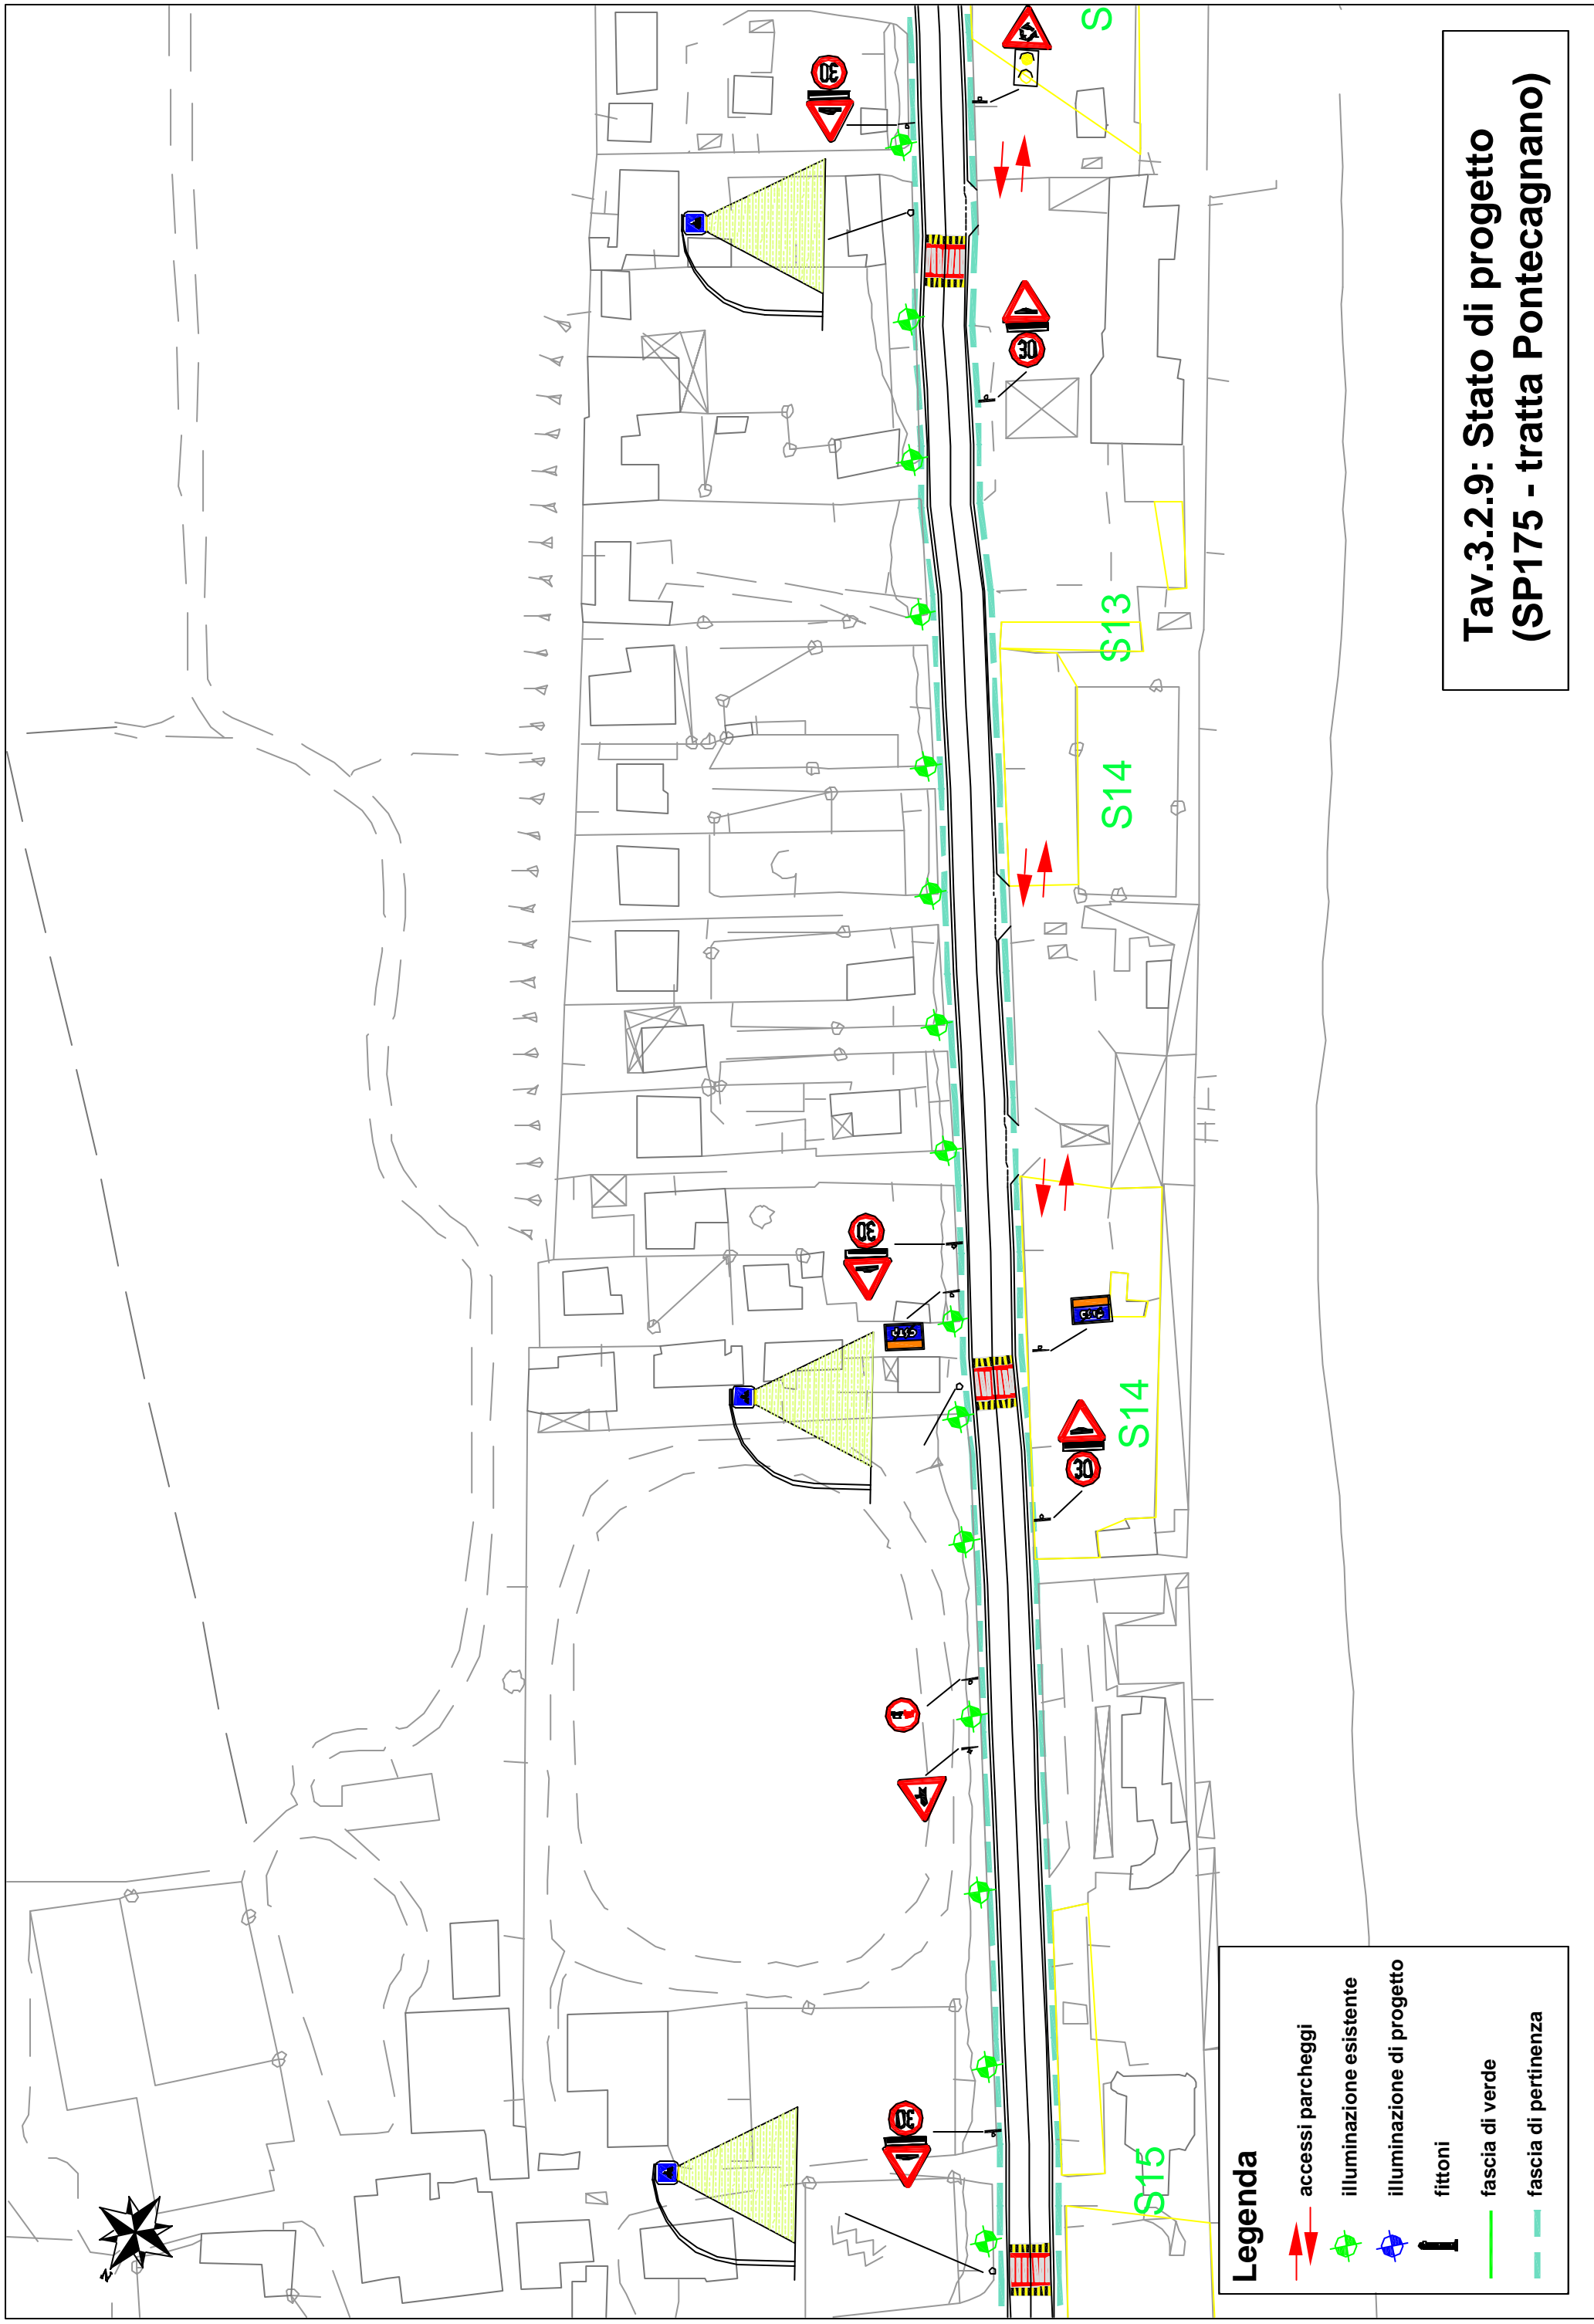 Tav.3.2.9: Stato di progetto
(SP175 - tratta Pontecagnano)
S
S13
S14
S14
S15
30
30
30
30
30
N
Legenda
accessi parcheggi
illuminazione esistente
illuminazione di progetto
fittoni
fascia di verde
fascia di pertinenza